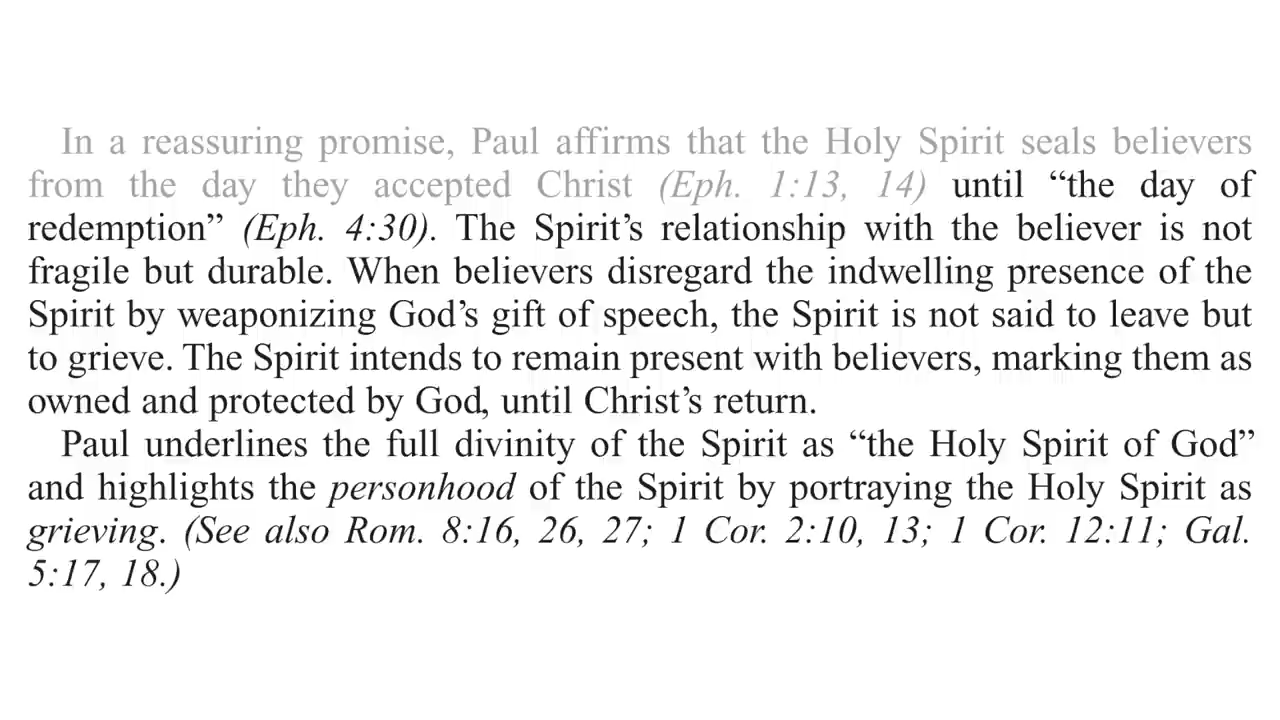 In a reassuring promise, Paul affirms that the Holy Spirit seals believers
from the day they accepted Christ (Eph. 1:13, 14) until “the day of
redemption” (Eph. 4:30). The Spirit’s relationship with the believer is not
fragile but durable. When believers disregard the indwelling presence of the
Spirit by weaponizing God’s gift of speech, the Spirit is not said to leave but
to grieve. The Spirit intends to remain present with believers, marking them as
owned and protected by God, until Christ’s return.
Paul underlines the full divinity of the Spirit as “the Holy Spirit of God”
and highlights the personhood of the Spirit by portraying the Holy Spirit as
grieving. (See also Rom. 8:16, 26, 27; 1 Cor. 2:10, 13; 1 Cor. 12:11; Gal.
5:17, 18.)